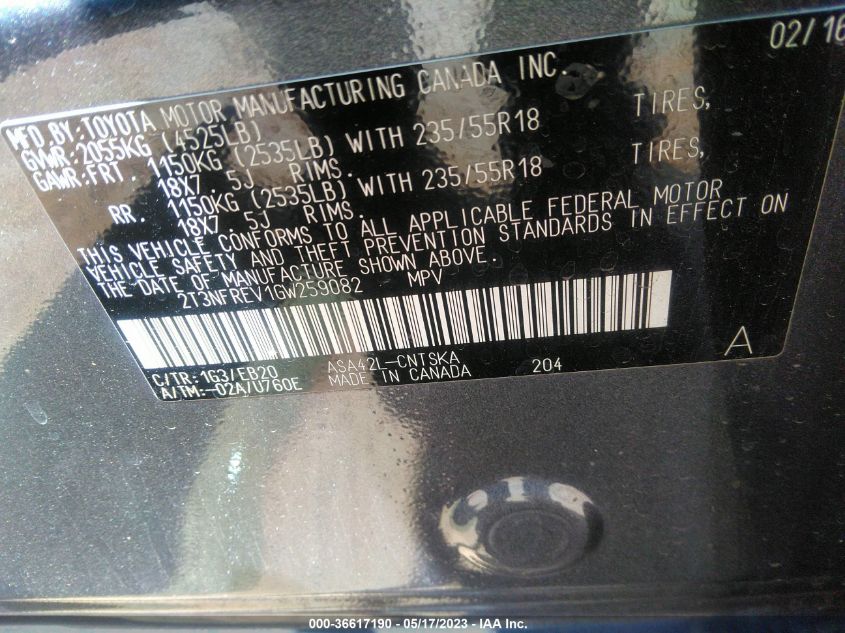 02/16
MFD.BY:TOYOTA MOTOR MANUFACTURING CANADA INC.
GVWR:2055KG (4525LB)
GAWR:FRT. 1150KG (2535LB) WITH 235/55R18 TIRES,
18X7.5J RIMS.
RR. 1150KG (2535LB) WITH 235/55R18 TIRES,
18X7.5J RIMS.
THIS VEHICLE CONFORMS TO ALL APPLICABLE FEDERAL MOTOR
VEHICLE SAFETY AND THEFT PREVENTION STANDARDS IN EFFECT ON
THE DATE OF MANUFACTURE SHOWN ABOVE.
2T3NFREV1GW259082 MPV
A
C/TR:1G3/EB20 ASA42L-CNTSKA 204
A/TM:-02A/U760E MADE IN CANADA
000-36617190 - 05/17/2023 - IAA Inc.